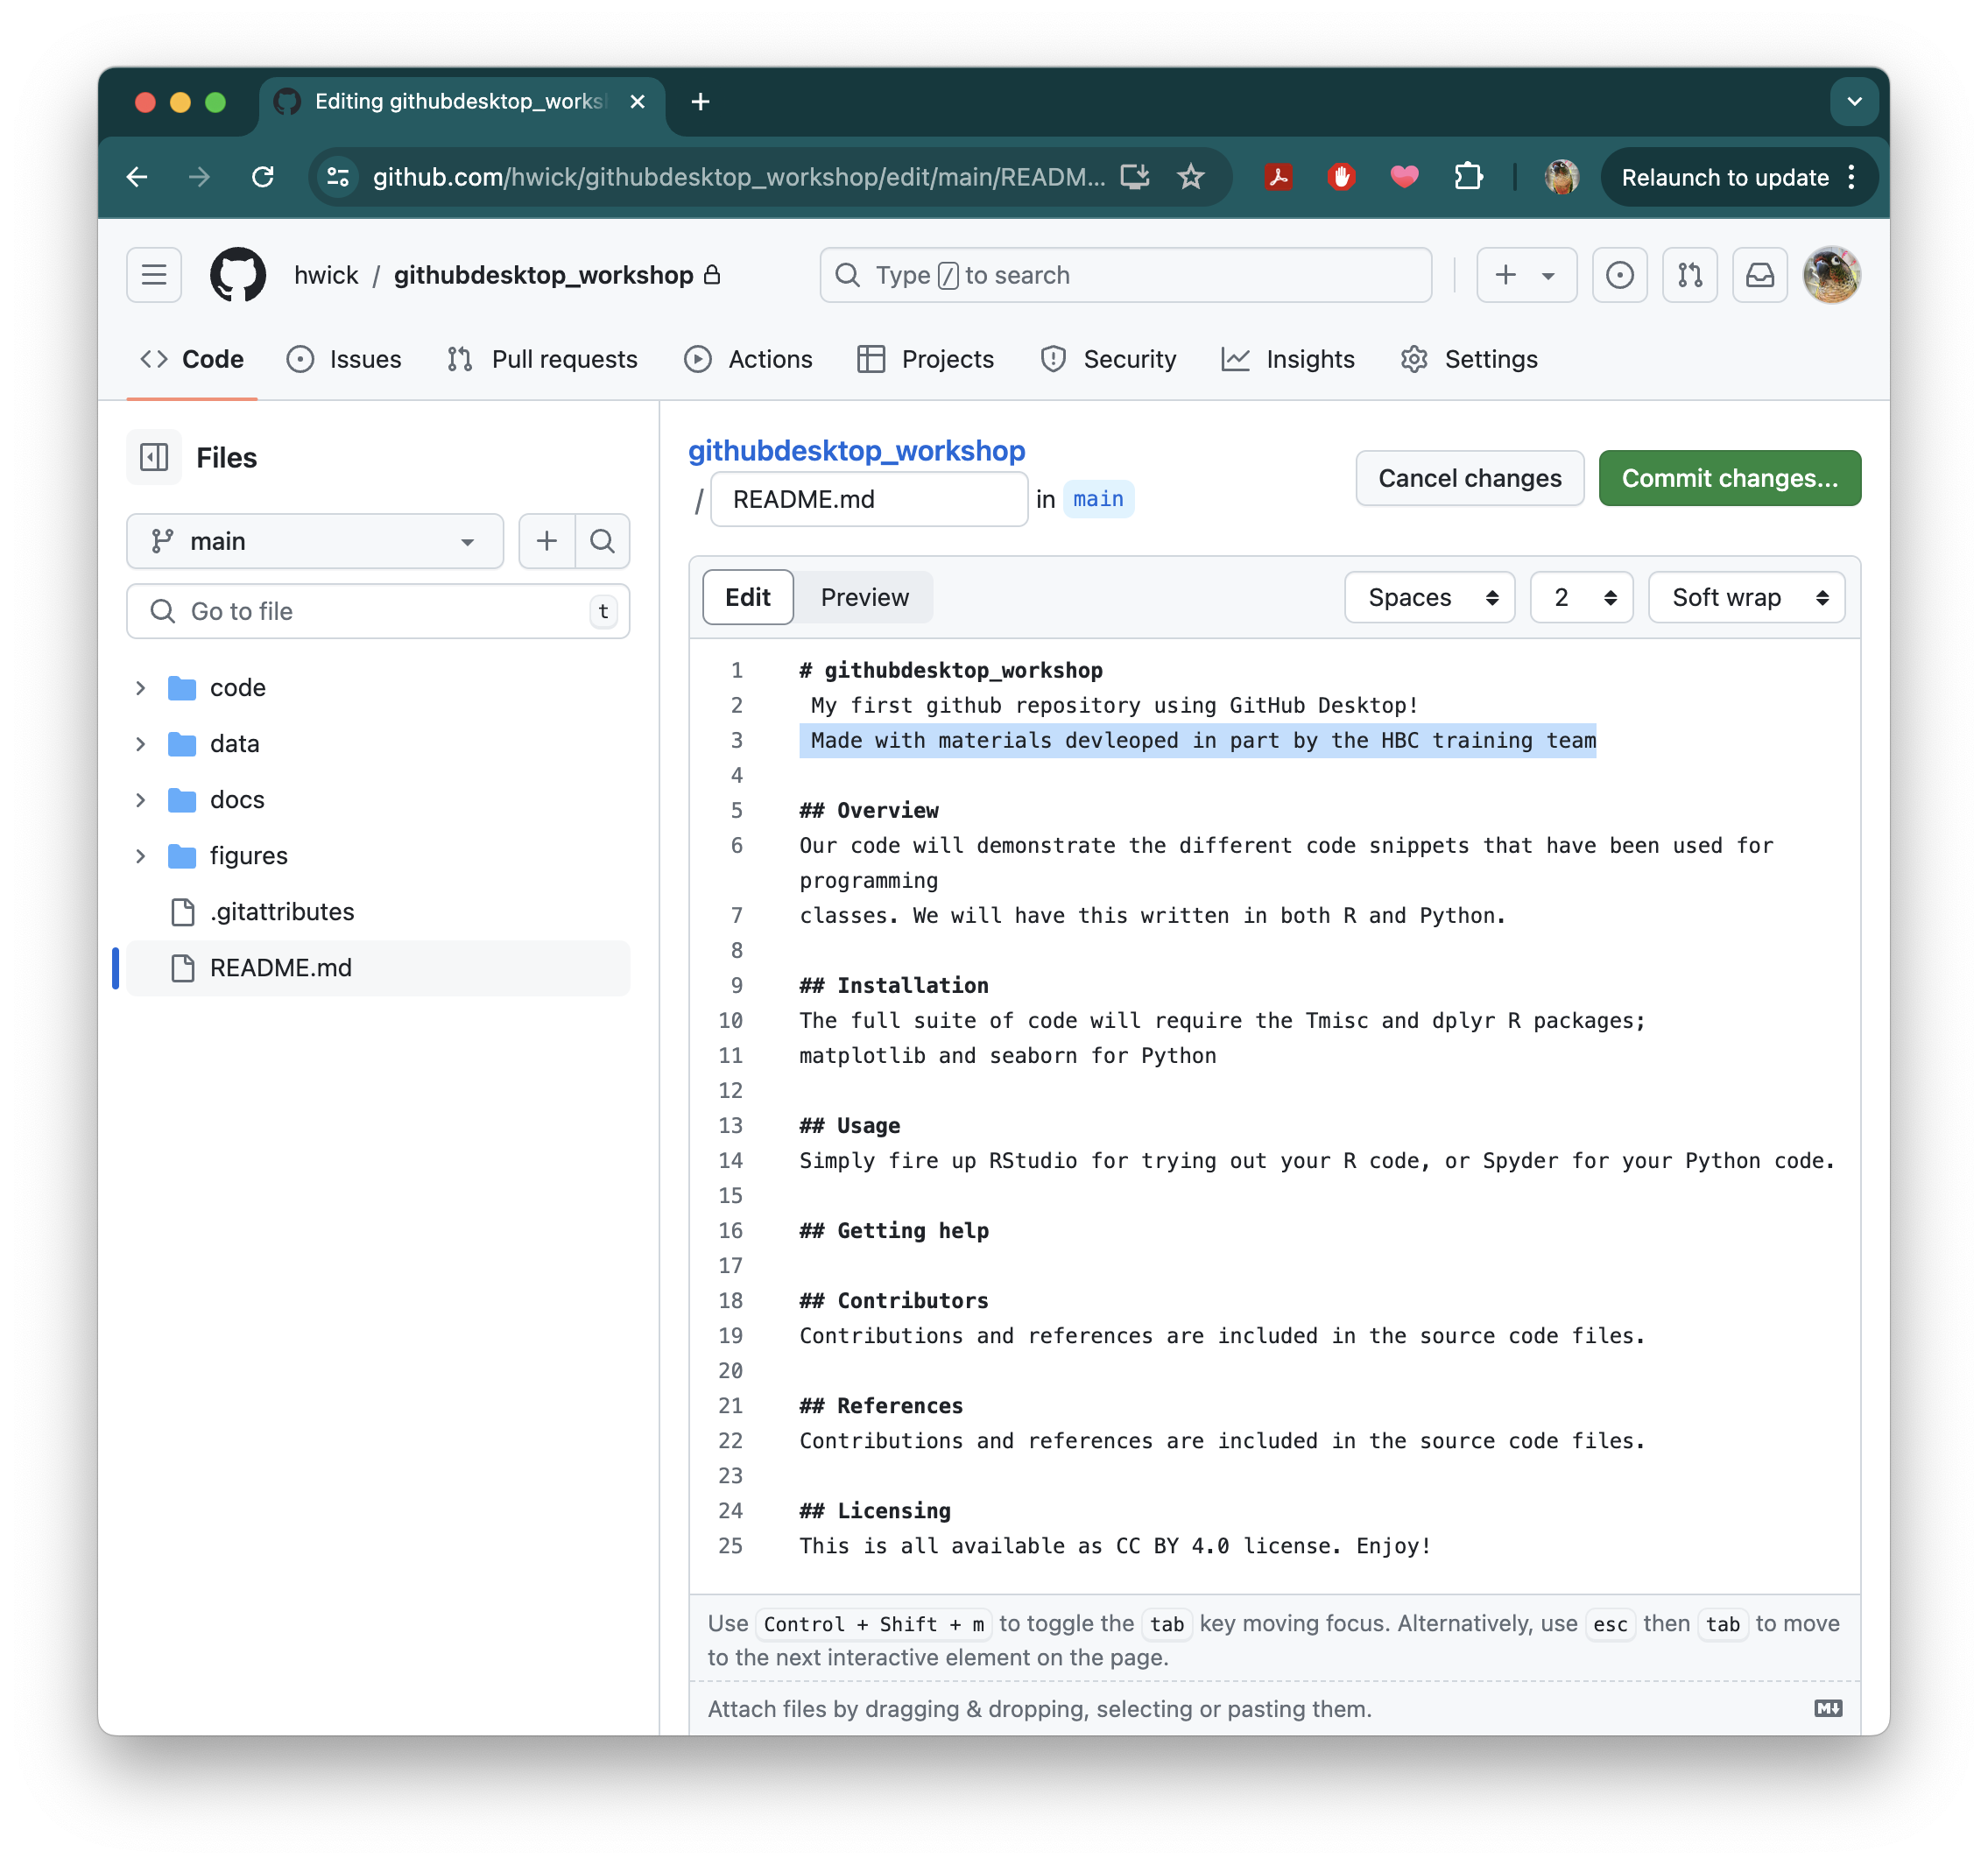 Editing githubdesktop_works
github.com/hwick/githubdesktop_workshop/edit/main/READM...
Relaunch to update
hwick / githubdesktop_workshop
Type / to search
Code
Issues
Pull requests
Actions
Projects
Security
Insights
Settings
Files
main
Go to file
t
code
data
docs
figures
.gitattributes
README.md
githubdesktop_workshop
/ README.md in main
Cancel changes
Commit changes...
Edit
Preview
Spaces
2
Soft wrap
1 # githubdesktop_workshop
2 My first github repository using GitHub Desktop!
3 Made with materials devleoped in part by the HBC training team
4
5 ## Overview
6 Our code will demonstrate the different code snippets that have been used for
programming
7 classes. We will have this written in both R and Python.
8
9 ## Installation
10 The full suite of code will require the Tmisc and dplyr R packages;
11 matplotlib and seaborn for Python
12
13 ## Usage
14 Simply fire up RStudio for trying out your R code, or Spyder for your Python code.
15
16 ## Getting help
17
18 ## Contributors
19 Contributions and references are included in the source code files.
20
21 ## References
22 Contributions and references are included in the source code files.
23
24 ## Licensing
25 This is all available as CC BY 4.0 license. Enjoy!
Use Control + Shift + m to toggle the tab key moving focus. Alternatively, use esc then tab to move
to the next interactive element on the page.
Attach files by dragging & dropping, selecting or pasting them.